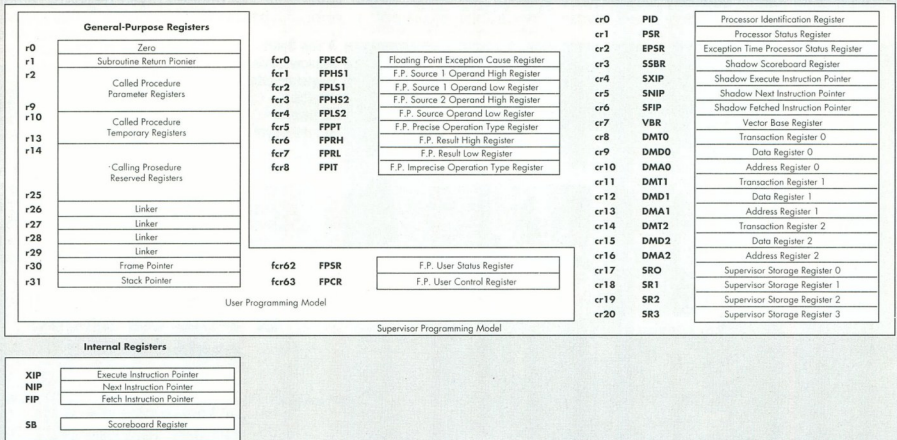 General-Purpose Registers
r0 Zero
r1 Subroutine Return Pionier
r2
Called Procedure
Parameter Registers
r9
r10
Called Procedure
Temporary Registers
r13
r14
Calling Prosedure
Reserved Registers
r25
r26 Linker
r27 Linker
r28 Linker
r29 Linker
r30 Frame Pointer
r31 Stack Pointer
fcr0 FPECR Floating Point Exception Cause Register
fcr1 FPHS1 F.P. Source 1 Operand High Register
fcr2 FPLS1 F.P. Source 1 Operand Low Register
fcr3 FPHS2 F.P. Source 2 Operand High Register
fcr4 FPLS2 F.P. Source Operand Low Register
fcr5 FPPT F.P. Precise Operation Type Register
fcr6 FPRH F.P. Result High Register
fcr7 FPRL F.P. Result Low Register
fcr8 FPIT F.P. Imprecise Operation Type Register
fcr62 FPSR F.P. User Status Register
fcr63 FPCR F.P. User Control Register
User Programming Model
cr0 PID Processor Identification Register
cr1 PSR Processor Status Register
cr2 EPSR Exception Time Processor Status Register
cr3 SSBR Shadow Scoreboard Register
cr4 SXIP Shadow Execute Instruction Pointer
cr5 SNIP Shadow Next Instruction Pointer
cr6 SFIP Shadow Fetched Instruction Pointer
cr7 VBR Vector Base Register
cr8 DMT0 Transaction Register 0
cr9 DMD0 Data Register 0
cr10 DMA0 Address Register 0
cr11 DMT1 Transaction Register 1
cr12 DMD1 Data Register 1
cr13 DMA1 Address Register 1
cr14 DMT2 Transaction Register 2
cr15 DMD2 Data Register 2
cr16 DMA2 Address Register 2
cr17 SRO Supervisor Storage Register 0
cr18 SR1 Supervisor Storage Register 1
cr19 SR2 Supervisor Storage Register 2
cr20 SR3 Supervisor Storage Register 3
Supervisor Programming Model
Internal Registers
XIP Execute Instruction Pointer
NIP Next Instruction Pointer
FIP Fetch Instruction Pointer
SB Scoreboard Register